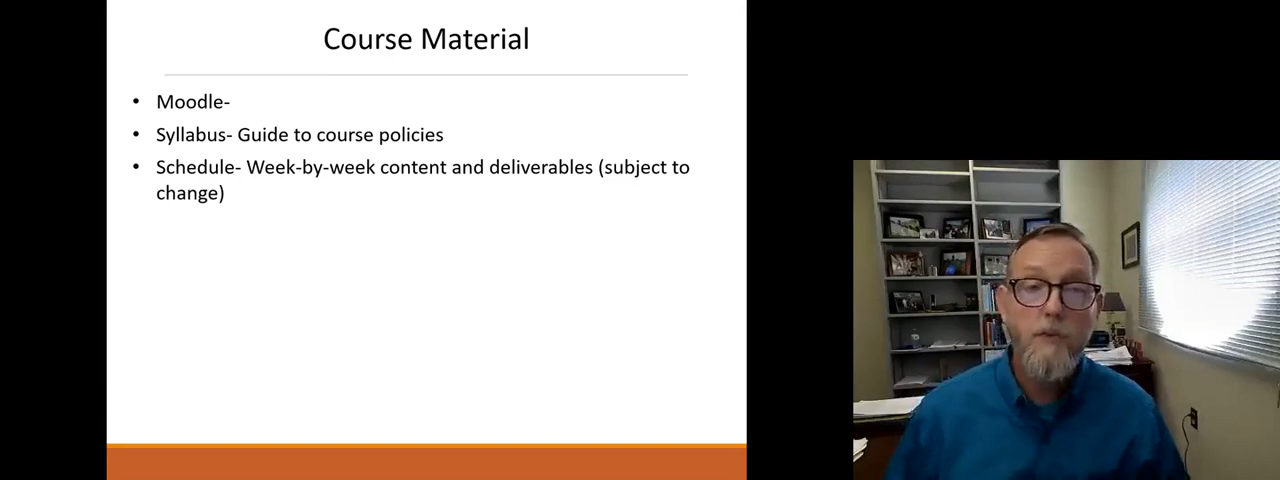 Course Material
• Moodle-
• Syllabus- Guide to course policies
• Schedule- Week-by-week content and deliverables (subject to
change)